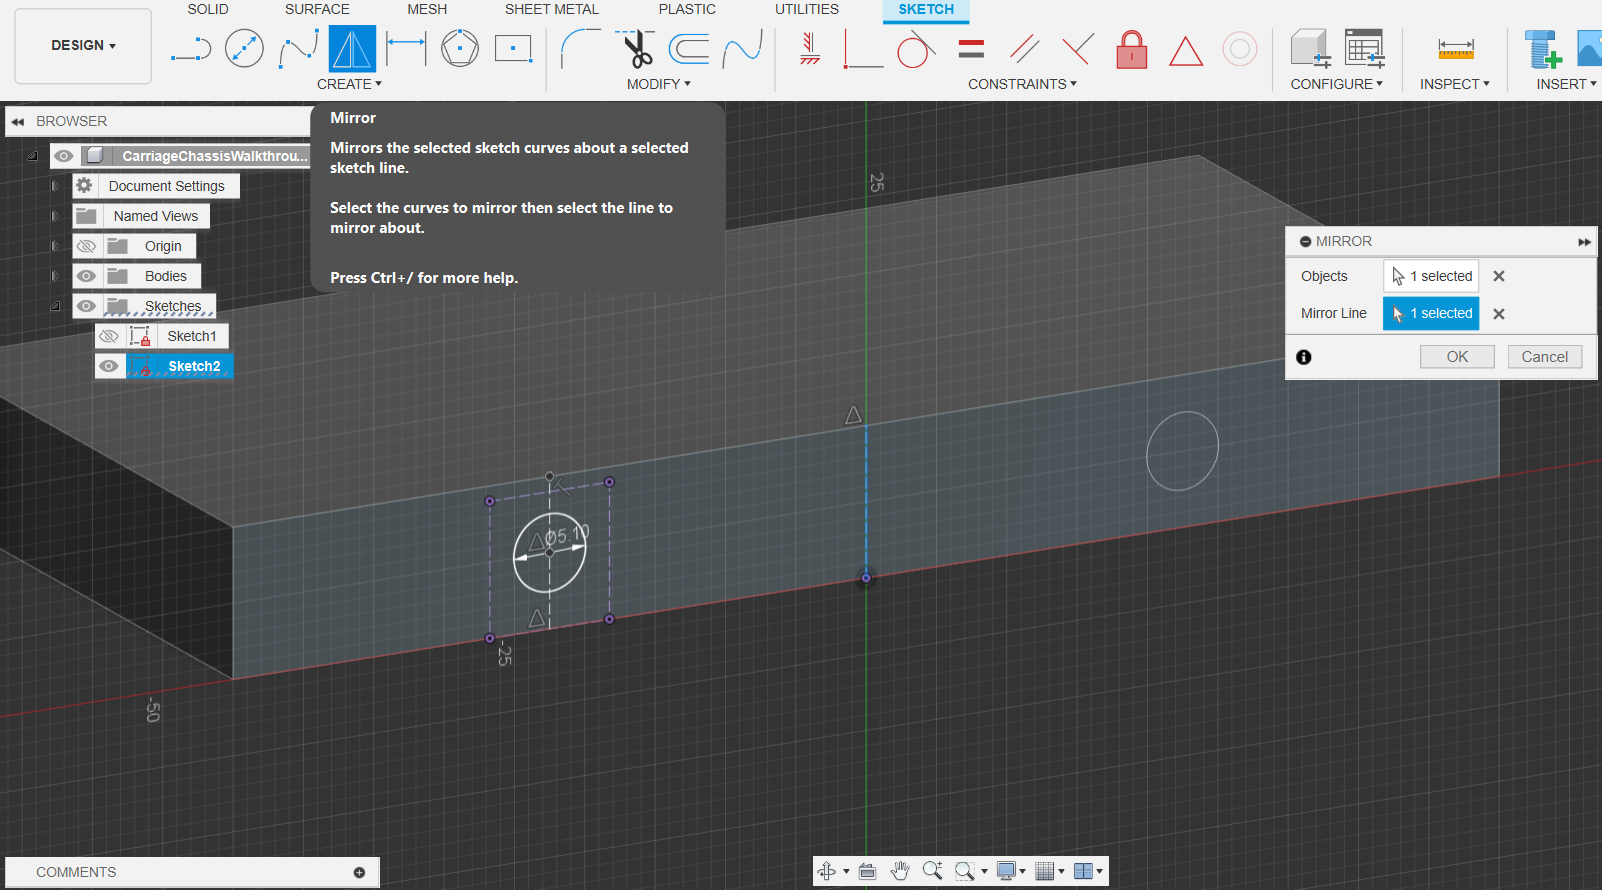 SOLID SURFACE MESH SHEET METAL PLASTIC UTILITIES SKETCH
DESIGN
CREATE MODIFY CONSTRAINTS CONFIGURE INSPECT INSERT
BROWSER
CarriageChassisWalkthrou...
Document Settings
Named Views
Origin
Bodies
Sketches
Sketch1
Sketch2
Mirror
Mirrors the selected sketch curves about a selected
sketch line.
Select the curves to mirror then select the line to
mirror about.
Press Ctrl+/ for more help.
25
MIRROR
Objects 1 selected
Mirror Line 1 selected
OK Cancel
Ø5.10
-25
-50
COMMENTS